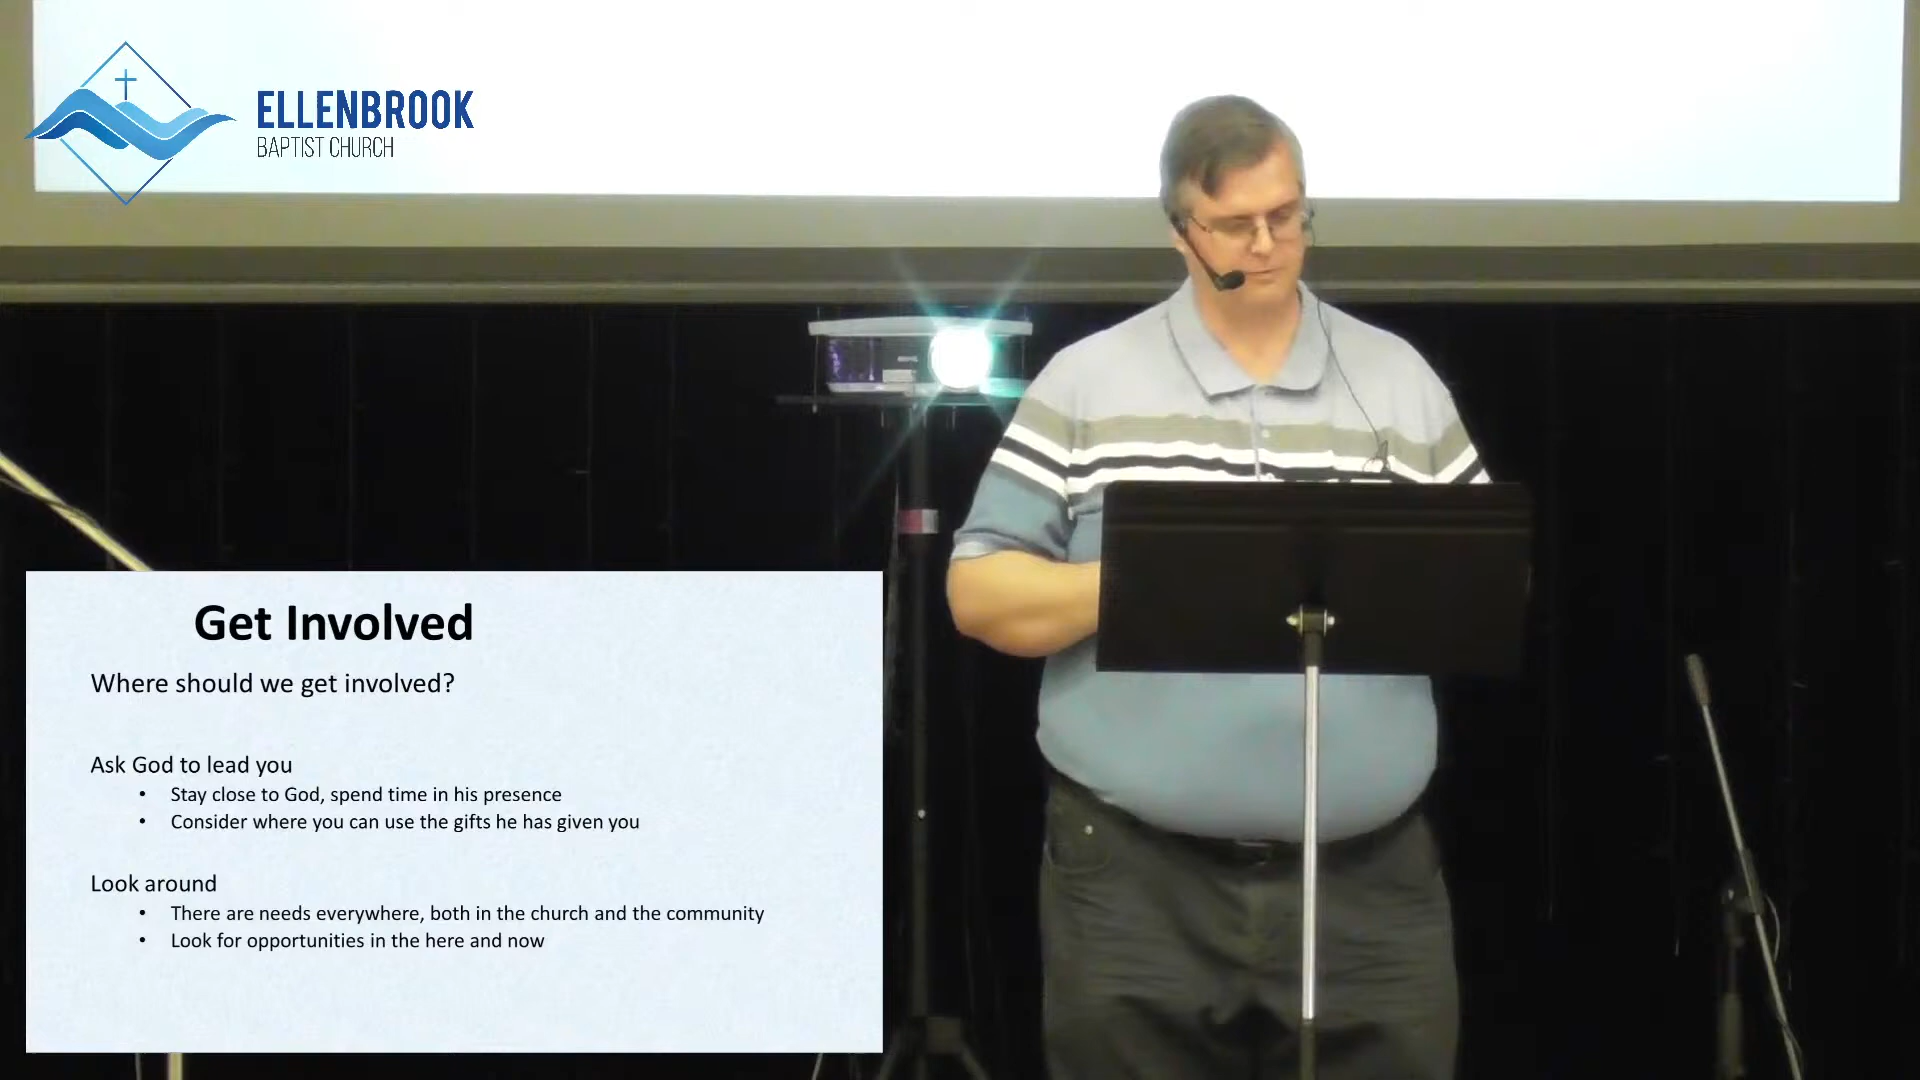 ELLENBROOK
BAPTIST CHURCH
Get Involved
Where should we get involved?
Ask God to lead you
• Stay close to God, spend time in his presence
• Consider where you can use the gifts he has given you
Look around
• There are needs everywhere, both in the church and the community
• Look for opportunities in the here and now